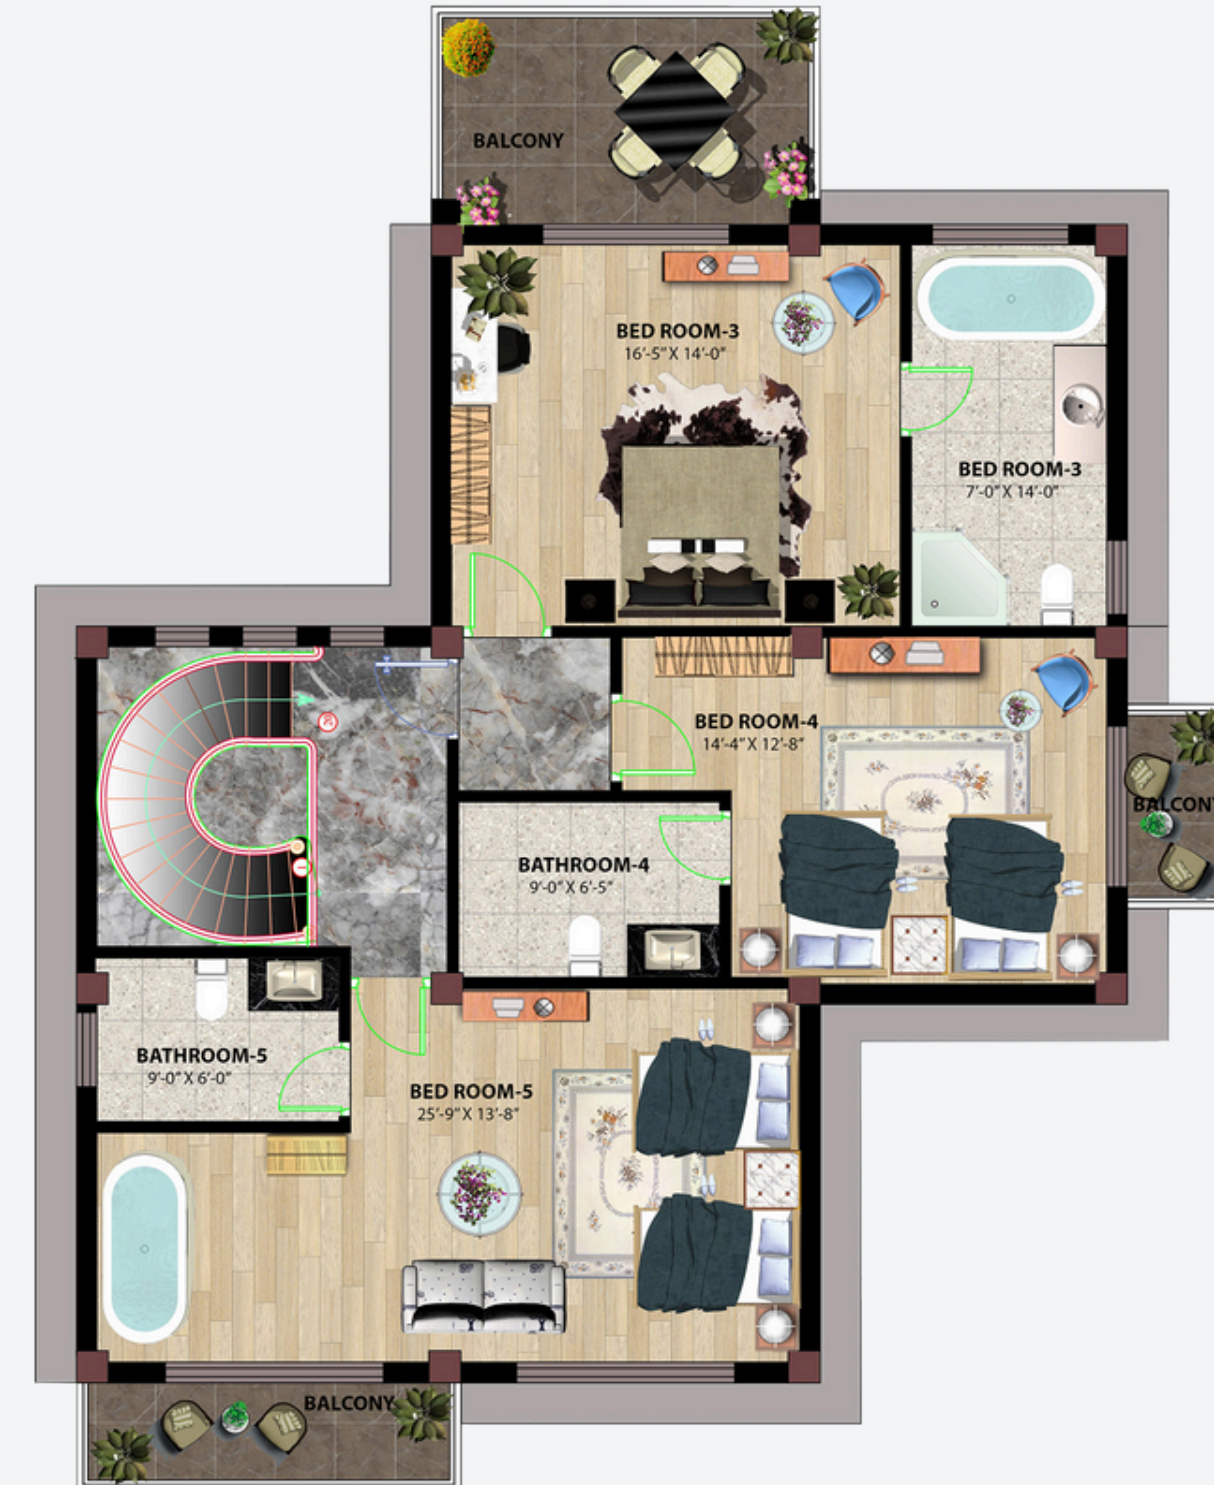 BALCONY
BED ROOM-3
16'-5" X 14'-0"
BED ROOM-3
7'-0" X 14'-0"
BED ROOM-4
14'-4" X 12'-8"
BALCONY
BATHROOM-4
9'-0" X 6'-5"
BATHROOM-5
9'-0" X 6'-0"
BED ROOM-5
25'-9" X 13'-8"
BALCONY